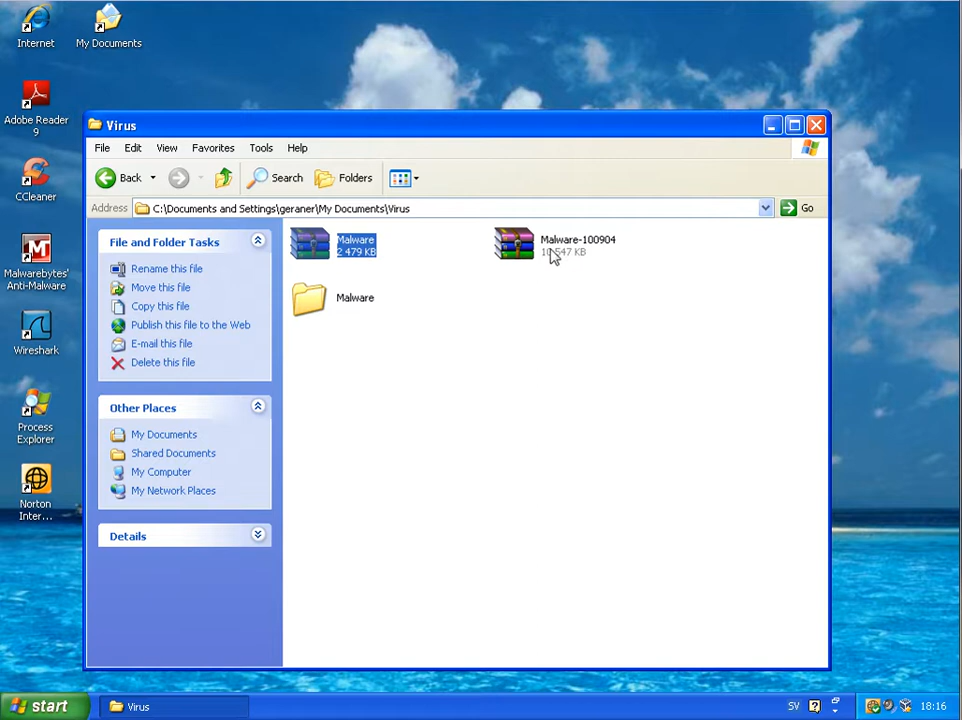 Internet
My Documents
Adobe Reader
9
CCleaner
Malwarebytes'
Anti-Malware
Wireshark
Process
Explorer
Norton
Inter...
Virus
File Edit View Favorites Tools Help
Back Search Folders
Address C:\Documents and Settings\geraner\My Documents\Virus Go
File and Folder Tasks
Rename this file
Move this file
Copy this file
Publish this file to the Web
E-mail this file
Delete this file
Other Places
My Documents
Shared Documents
My Computer
My Network Places
Details
Malware
2 479 KB
Malware-100904
KB
Malware
start Virus SV 18:16